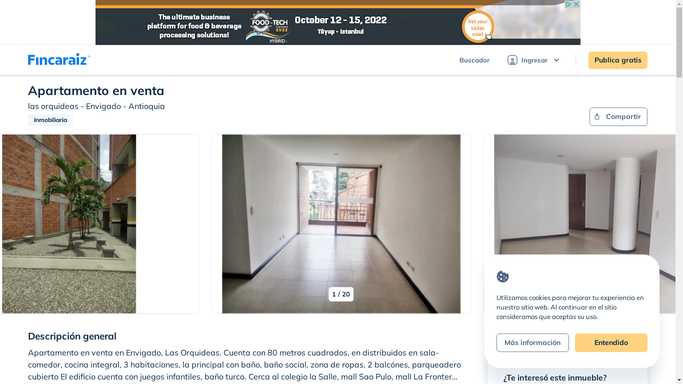 The ultimate business
platform for food & beverage
processing solutions!
FOOD-TECH
HYBRID
October 12 - 15, 2022
Tüyap - Istanbul
Get your
ticket
now!
Fincaraiz
Buscador
Ingresar
Publica gratis
Apartamento en venta
las orquideas - Envigado - Antioquia
Inmobiliaria
Compartir
1 / 20
Utilizamos cookies para mejorar tu experiencia en
nuestro sitio web. Al continuar en el sitio
consideramos que aceptas su uso.
Más información
Entendido
Descripción general
Apartamento en venta en Envigado, Las Orquideas. Cuenta con 80 metros cuadrados, en distribuidos en sala-
comedor, cocina integral, 3 habitaciones, la principal con baño, baño social, zona de ropas, 2 balcónes, parqueadero
cubierto El edificio cuenta con juegos infantiles, baño turco. Cerca al colegio la Salle, mall Sao Pulo, mall La Fronter...
¿Te interesó este inmueble?